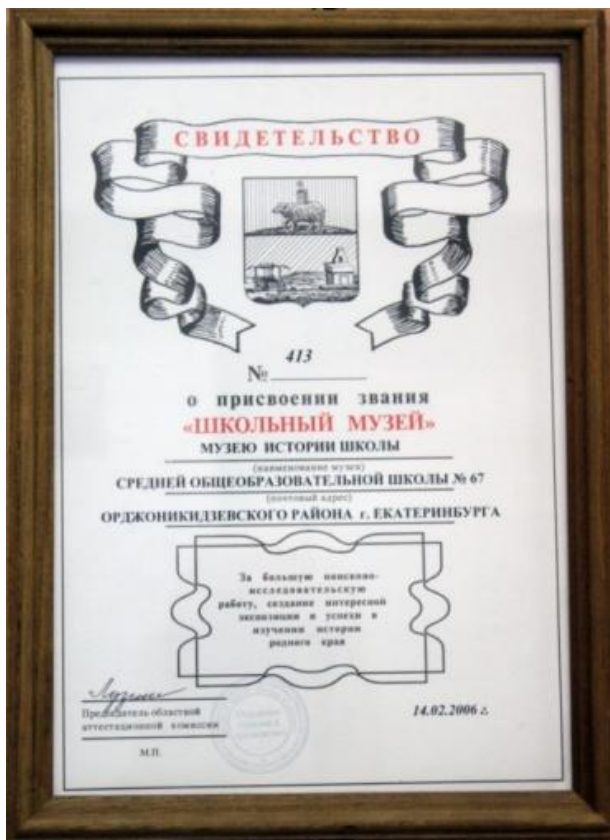 СВИДЕТЕЛЬСТВО
№ 413
о присвоении звания
«ШКОЛЬНЫЙ МУЗЕЙ»
МУЗЕЮ ИСТОРИИ ШКОЛЫ
(наименование музея)
СРЕДНЕЙ ОБЩЕОБРАЗОВАТЕЛЬНОЙ ШКОЛЫ № 67
(почтовый адрес)
ОРДЖОНИКИДЗЕВСКОГО РАЙОНА г. ЕКАТЕРИНБУРГА
За большую поисково-
исследовательскую
работу, создание интересной
экспозиции и успехи в
изучении истории
родного края
Председатель областной
аттестационной комиссии
14.02.2006 г.
М.П.